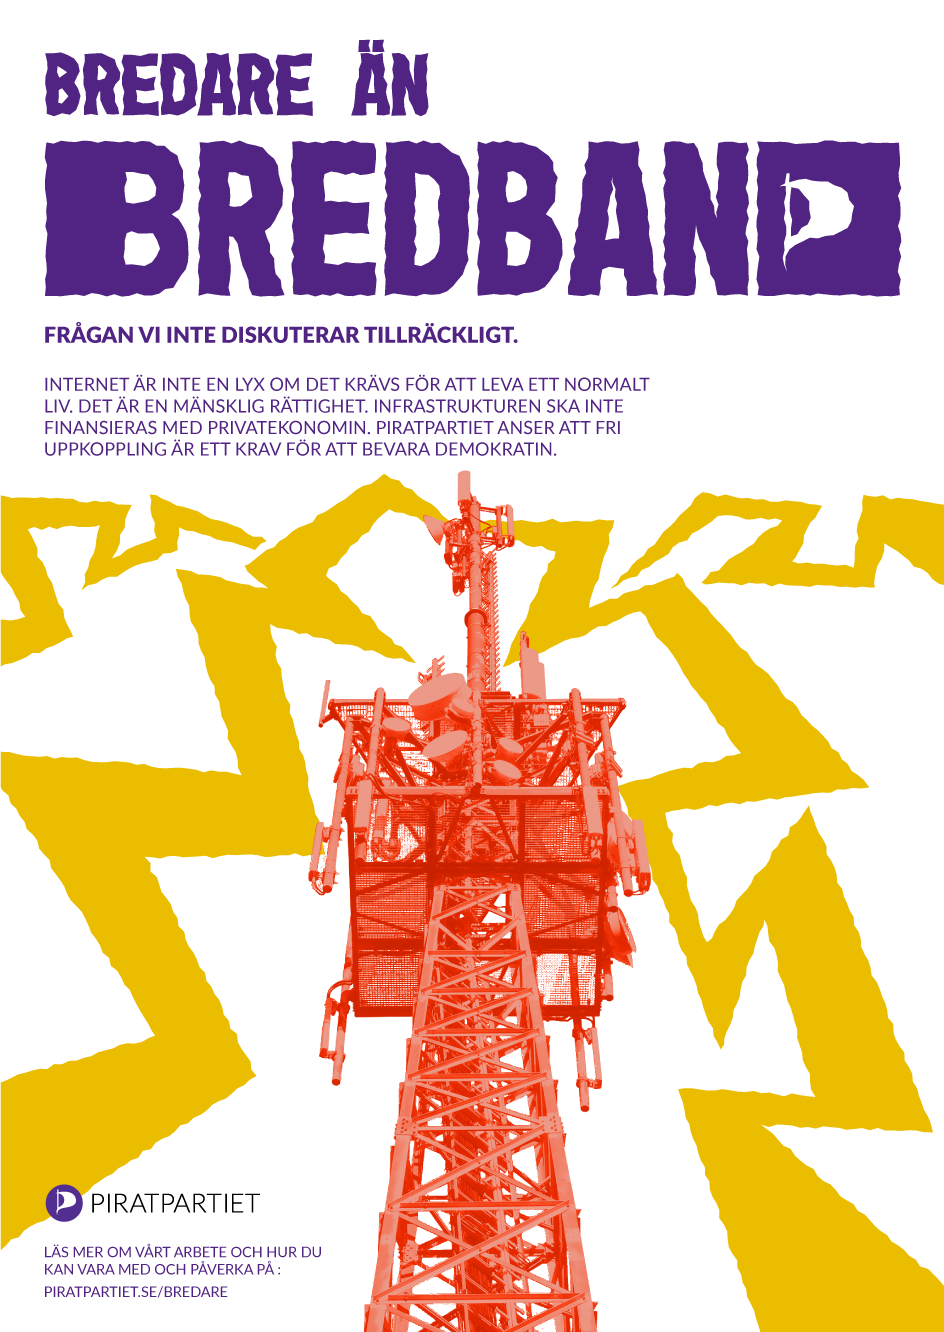 BREDARE ÄN
BREDBAND
FRÅGAN VI INTE DISKUTERAR TILLRÄCKLIGT.
INTERNET ÄR INTE EN LYX OM DET KRÄVS FÖR ATT LEVA ETT NORMALT
LIV. DET ÄR EN MÄNSKLIG RÄTTIGHET. INFRASTRUKTUREN SKA INTE
FINANSIERAS MED PRIVATEKONOMIN. PIRATPARTIET ANSER ATT FRI
UPPKOPPLING ÄR ETT KRAV FÖR ATT BEVARA DEMOKRATIN.
PIRATPARTIET
LÄS MER OM VÅRT ARBETE OCH HUR DU
KAN VARA MED OCH PÅVERKA PÅ :
PIRATPARTIET.SE/BREDARE